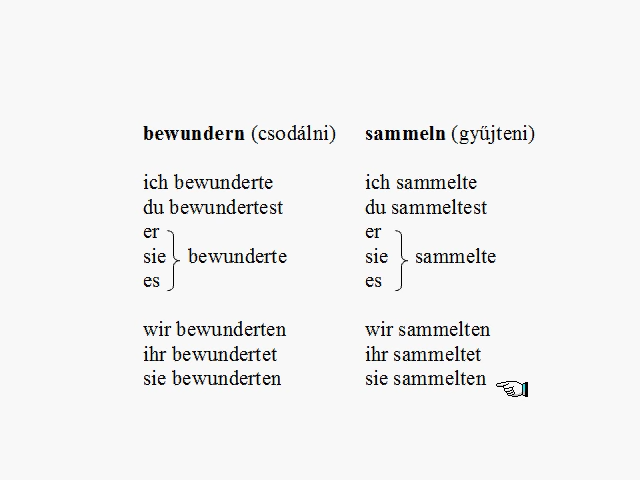 bewundern (csodálni) sammeln (gyűjteni)
ich bewunderte ich sammelte
du bewundertest du sammeltest
er er
sie bewunderte sie sammelte
es es
wir bewunderten wir sammelten
ihr bewundertet ihr sammeltet
sie bewunderten sie sammelten